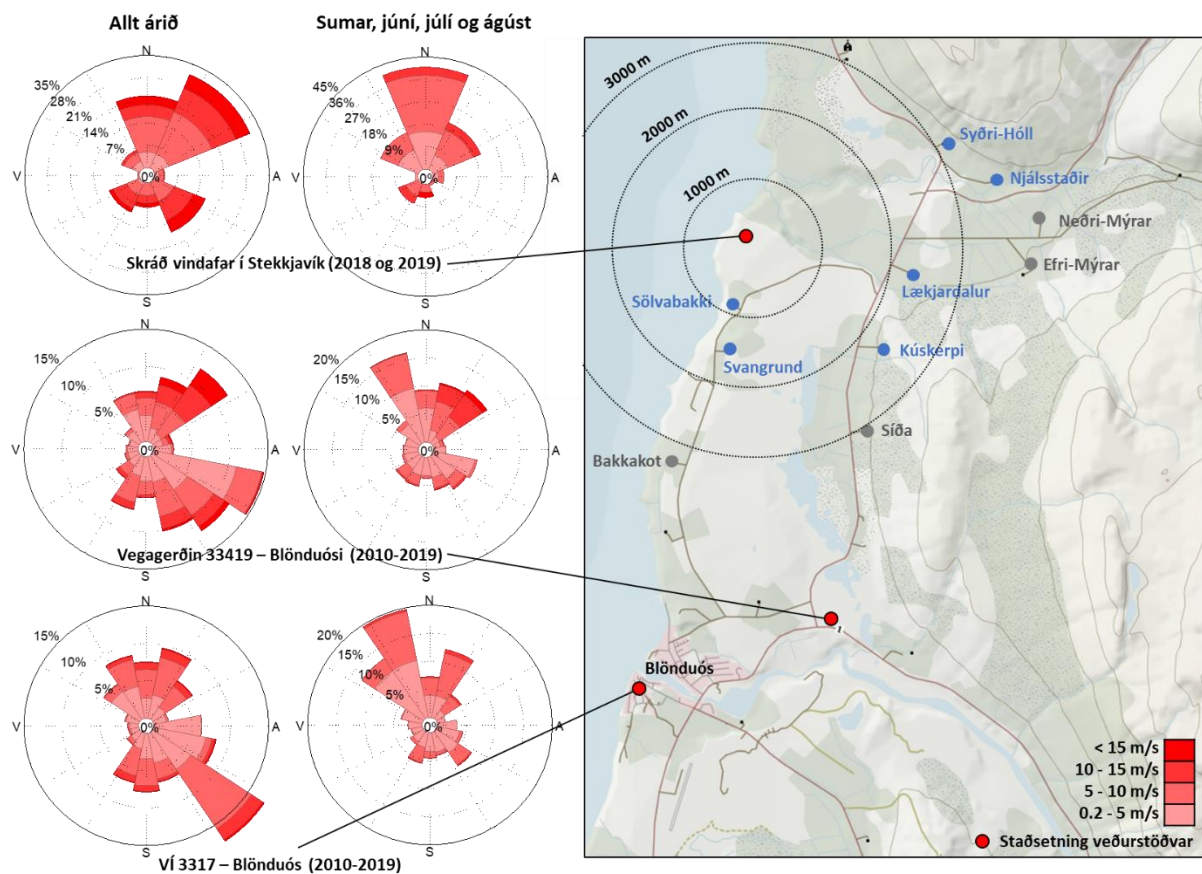 Allt árið
Sumar, júní, júlí og ágúst
N
35%
28%
21%
14%
7%
0%
V
A
S
N
45%
36%
27%
18%
9%
0%
V
A
S
Skráð vindafar í Stekkjavík (2018 og 2019)
N
15%
10%
5%
0%
V
A
S
N
20%
15%
10%
5%
0%
V
A
S
Vegagerðin 33419 – Blönduósi (2010-2019)
N
15%
10%
5%
0%
V
A
S
N
20%
15%
10%
5%
0%
V
A
S
VÍ 3317 – Blönduós (2010-2019)
3000 m
2000 m
1000 m
Syðri-Hóll
Njálsstaðir
Neðri-Mýrar
Efri-Mýrar
Lækjardalur
Sölvabakki
Svangrund
Kúskerpi
Síða
Bakkakot
1
Blönduós
< 15 m/s
10 - 15 m/s
5 - 10 m/s
0.2 - 5 m/s
Staðsetning veðurstöðvar